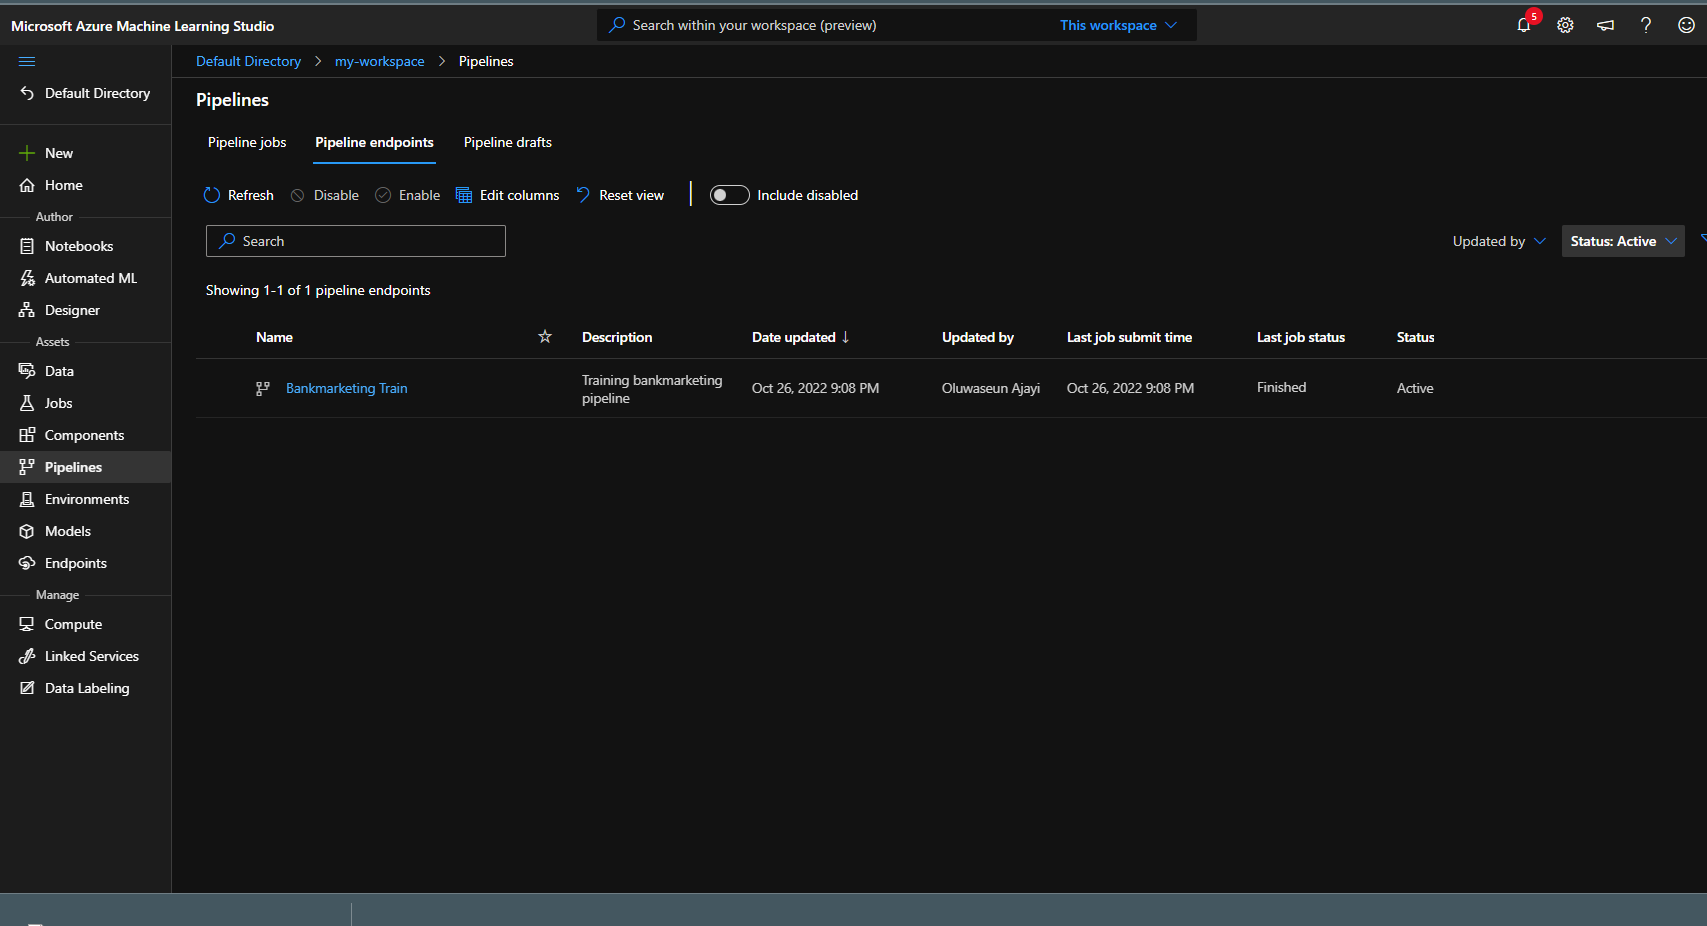 Microsoft Azure Machine Learning Studio
Search within your workspace (preview)
This workspace
5
Default Directory > my-workspace > Pipelines
Default Directory
New
Home
Author
Notebooks
Automated ML
Designer
Assets
Data
Jobs
Components
Pipelines
Environments
Models
Endpoints
Manage
Compute
Linked Services
Data Labeling
Pipelines
Pipeline jobs Pipeline endpoints Pipeline drafts
Refresh Disable Enable Edit columns Reset view Include disabled
Search
Updated by Status: Active
Showing 1-1 of 1 pipeline endpoints
Name Description Date updated ↓ Updated by Last job submit time Last job status Status
Bankmarketing Train Training bankmarketing Oct 26, 2022 9:08 PM Oluwaseun Ajayi Oct 26, 2022 9:08 PM Finished Active
pipeline